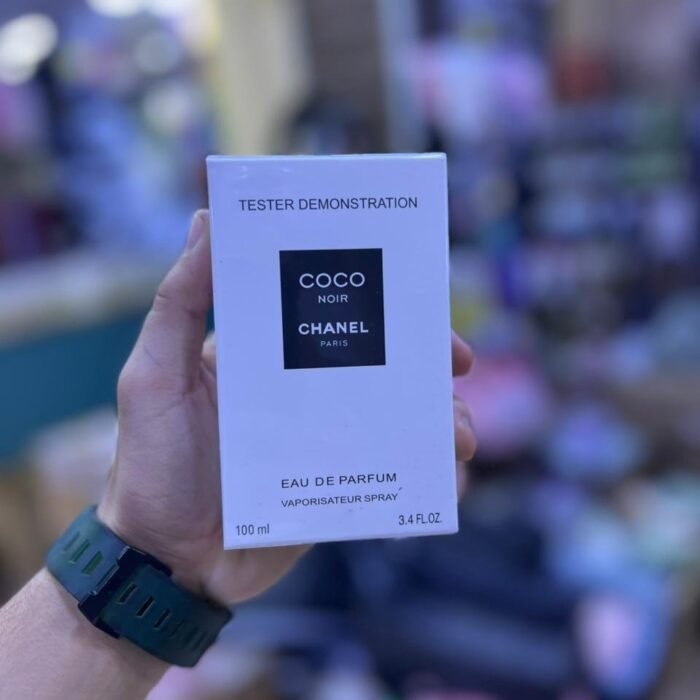 TESTER DEMONSTRATION
COCO
NOIR
CHANEL
PARIS
EAU DE PARFUM
VAPORISATEUR SPRAY
100 ml
3.4 FL.OZ.